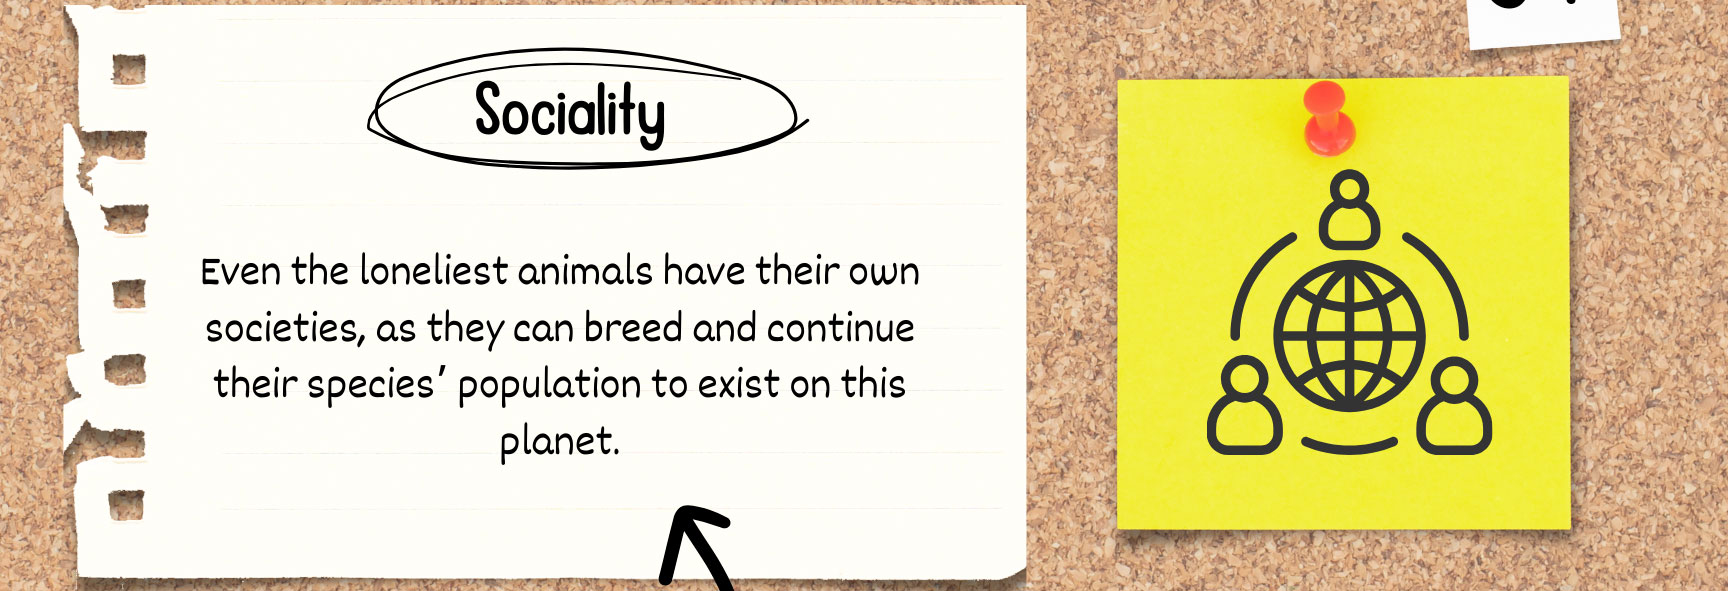 Sociality
Even the loneliest animals have their own
societies, as they can breed and continue
their species' population to exist on this
planet.